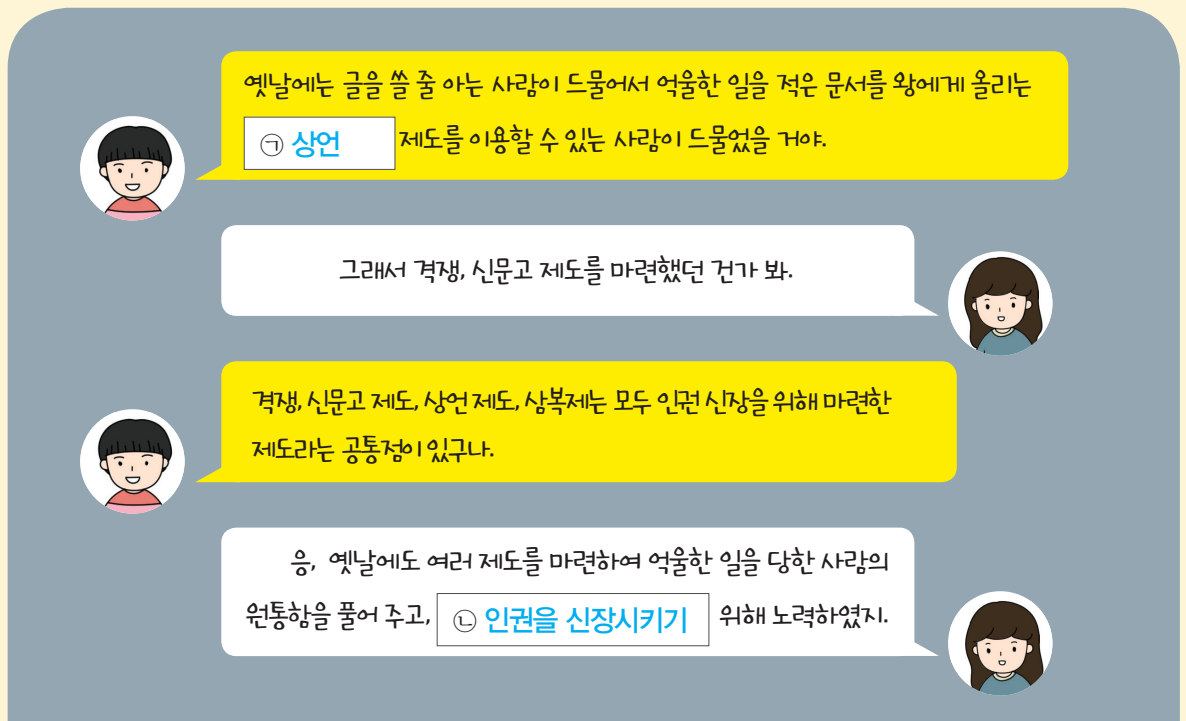 옛날에는 글을 쓸 줄 아는 사람이 드물어서 억울한 일을 적은 문서를 왕에게 올리는
㉠ 상언 제도를 이용할 수 있는 사람이 드물었을 거야.
그래서 격쟁, 신문고 제도를 마련했던 건가 봐.
격쟁, 신문고 제도, 상언 제도, 삼복제는 모두 인권 신장을 위해 마련한
제도라는 공통점이 있구나.
응, 옛날에도 여러 제도를 마련하여 억울한 일을 당한 사람의
원통함을 풀어 주고, ㉡ 인권을 신장시키기 위해 노력하였지.